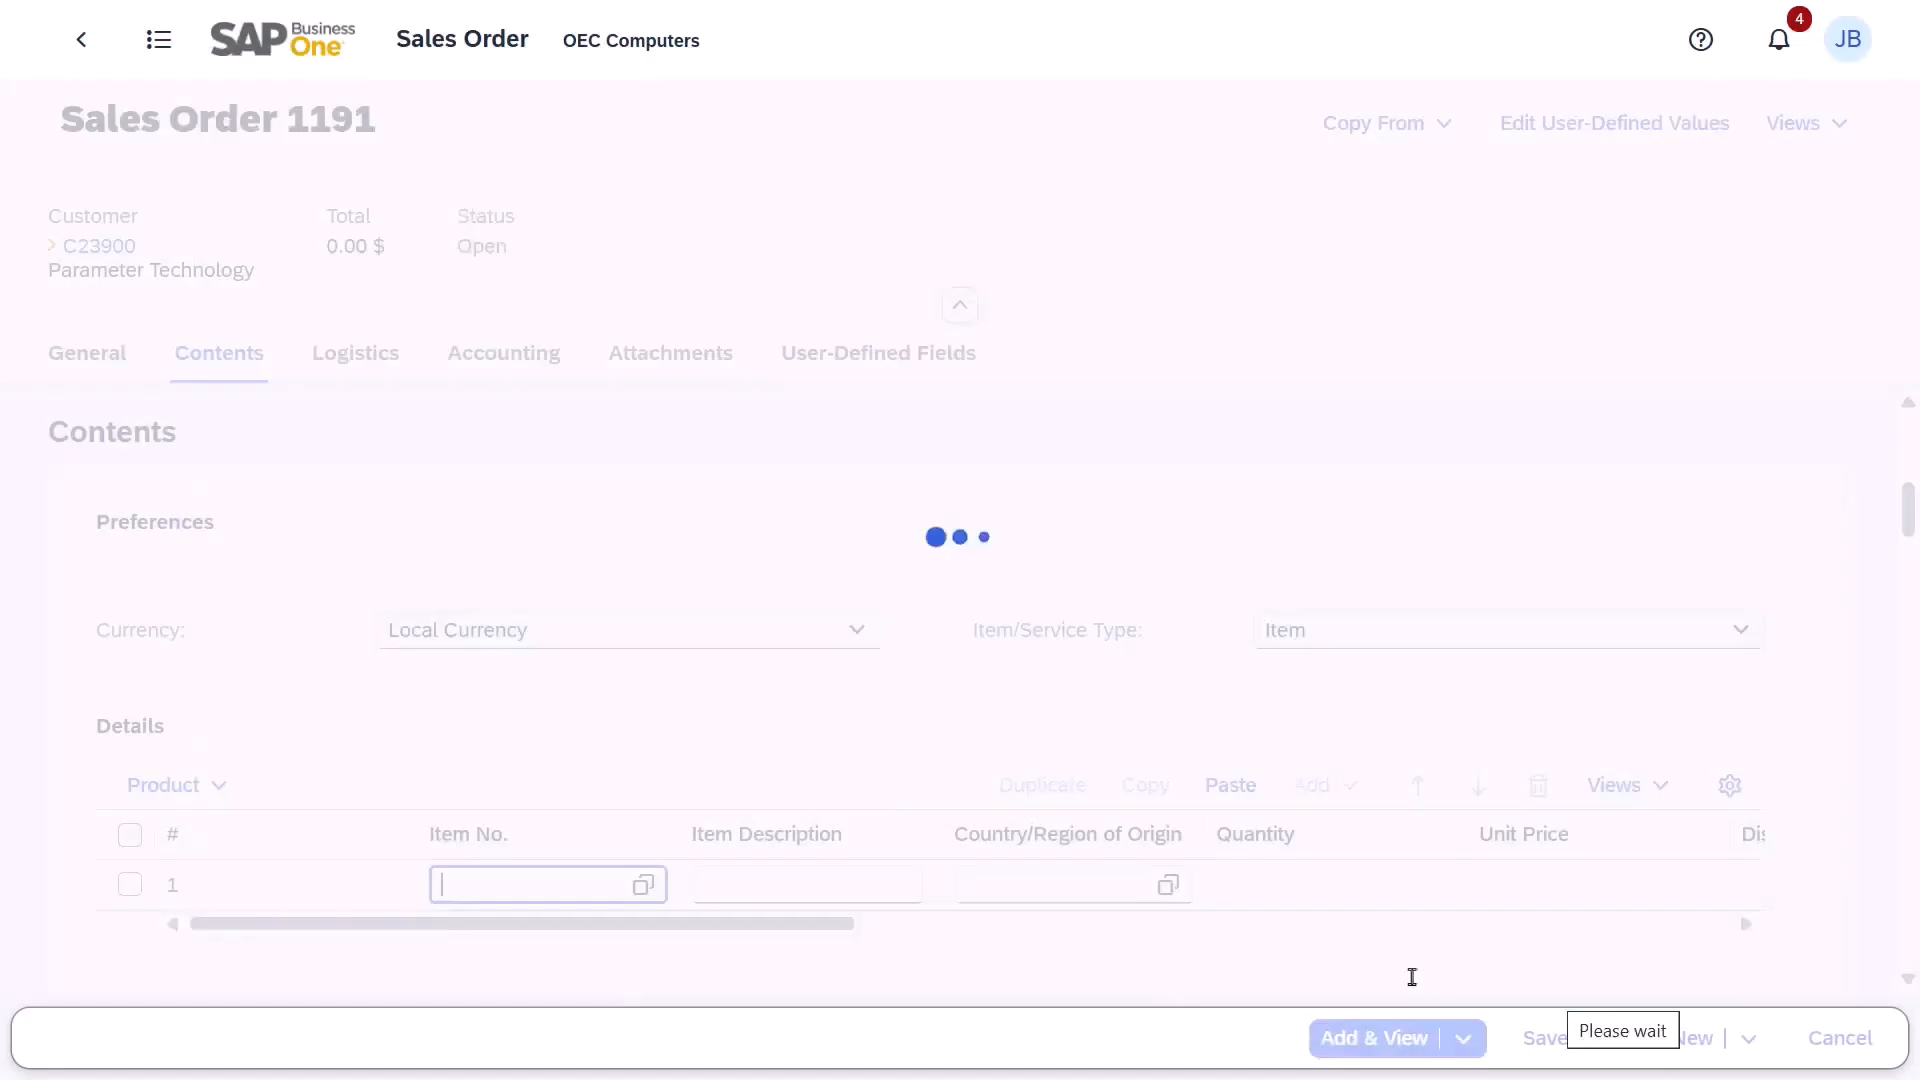 SAP Business One Sales Order OEC Computers 4 JB
Sales Order 1191
Copy From Edit User-Defined Values Views
Customer Total Status
C23900 0.00 $ Open
Parameter Technology
General Contents Logistics Accounting Attachments User-Defined Fields
Contents
Preferences
Currency: Local Currency Item/Service Type: Item
Details
Product Duplicate Copy Paste Add Views
# Item No. Item Description Country/Region of Origin Quantity Unit Price Dis
1
Add & View Save Please wait New Cancel